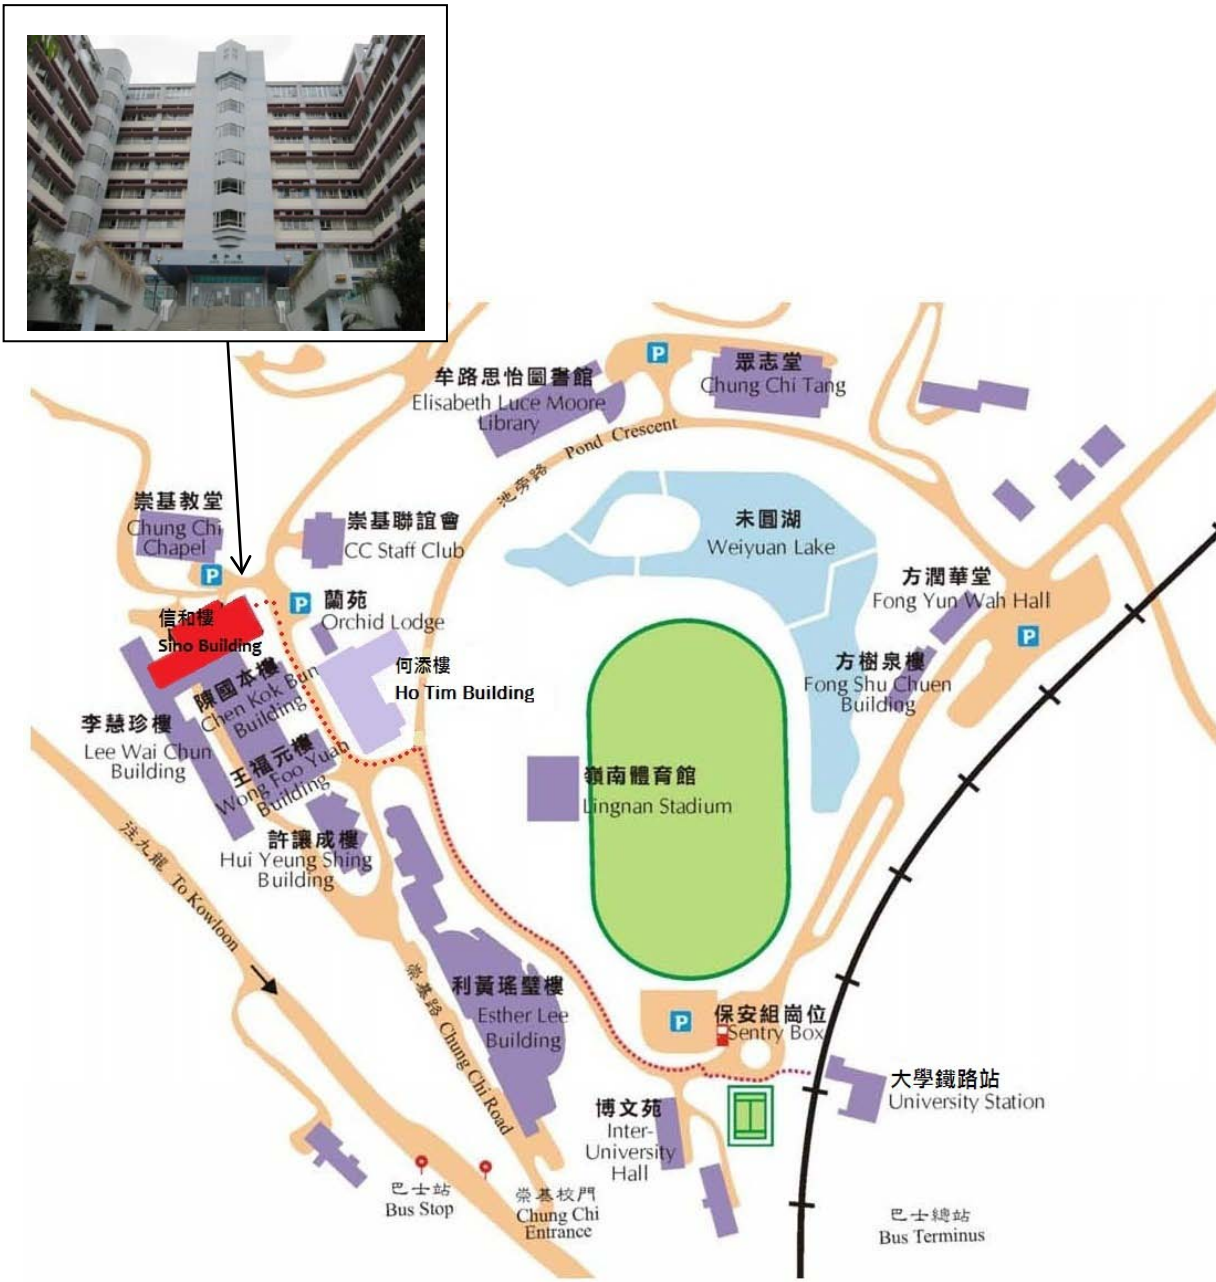 信和樓
P
眾志堂
Chung Chi Tang
牟路思怡圖書館
Elisabeth Luce Moore
Library
池旁路 Pond Crescent
崇基教堂
Chung Chi
Chapel
P
崇基聯誼會
CC Staff Club
未圓湖
Weiyuan Lake
P
蘭苑
Orchid Lodge
方潤華堂
Fong Yun Wah Hall
P
信和樓
Sino Building
何添樓
Ho Tim Building
方樹泉樓
Fong Shu Chuen
Building
陳國本樓
Chen Kok Bun
Building
李慧珍樓
Lee Wai Chun
Building
王福元樓
Wong Foo Yuan
Building
嶺南體育館
Lingnan Stadium
許讓成樓
Hui Yeung Shing
Building
注九龍 To Kowloon
崇基路 Chung Chi Road
利黃瑤璧樓
Esther Lee
Building
P
保安組崗位
Sentry Box
大學鐵路站
University Station
博文苑
Inter-
University
Hall
巴士站
Bus Stop
崇基校門
Chung Chi
Entrance
巴士總站
Bus Terminus